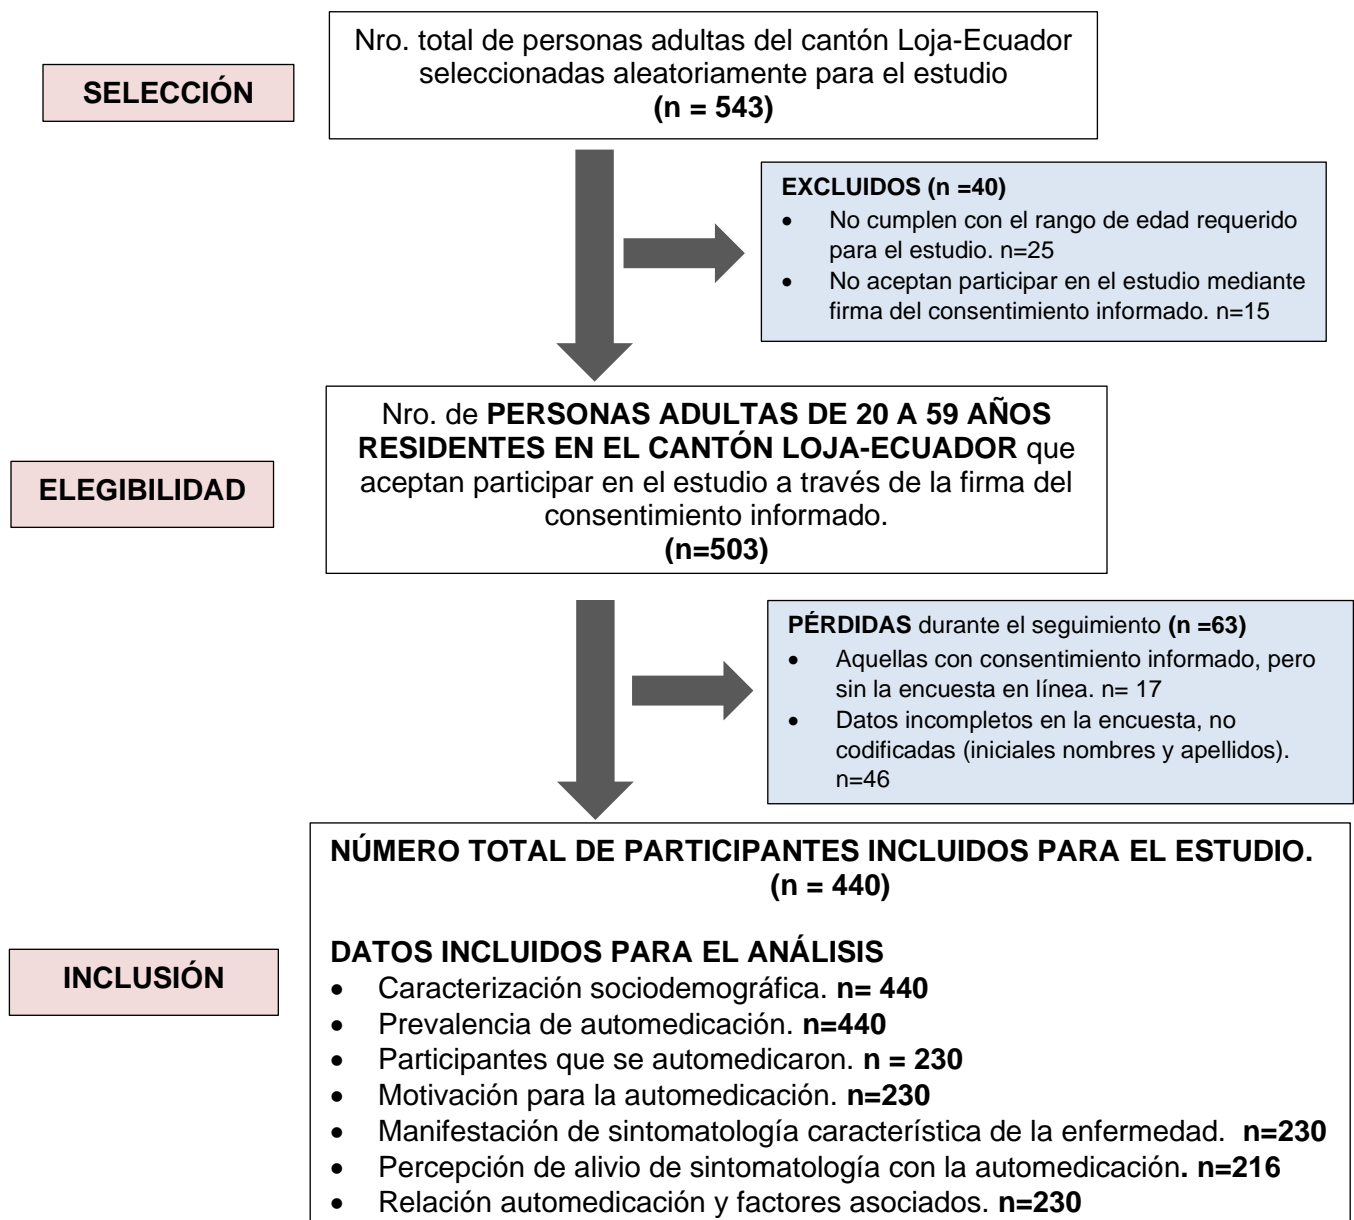 Nro. total de personas adultas del cantón Loja-Ecuador
seleccionadas aleatoriamente para el estudio
(n = 543)
SELECCIÓN
EXCLUIDOS (n =40)
• No cumplen con el rango de edad requerido
para el estudio. n=25
• No aceptan participar en el estudio mediante
firma del consentimiento informado. n=15
Nro. de PERSONAS ADULTAS DE 20 A 59 AÑOS
RESIDENTES EN EL CANTÓN LOJA-ECUADOR que
aceptan participar en el estudio a través de la firma del
consentimiento informado.
(n=503)
ELEGIBILIDAD
PÉRDIDAS durante el seguimiento (n =63)
• Aquellas con consentimiento informado, pero
sin la encuesta en línea. n= 17
• Datos incompletos en la encuesta, no
codificadas (iniciales nombres y apellidos).
n=46
NÚMERO TOTAL DE PARTICIPANTES INCLUIDOS PARA EL ESTUDIO.
(n = 440)
DATOS INCLUIDOS PARA EL ANÁLISIS
INCLUSIÓN
• Caracterización sociodemográfica. n= 440
• Prevalencia de automedicación. n=440
• Participantes que se automedicaron. n = 230
• Motivación para la automedicación. n=230
• Manifestación de sintomatología característica de la enfermedad. n=230
• Percepción de alivio de sintomatología con la automedicación. n=216
• Relación automedicación y factores asociados. n=230